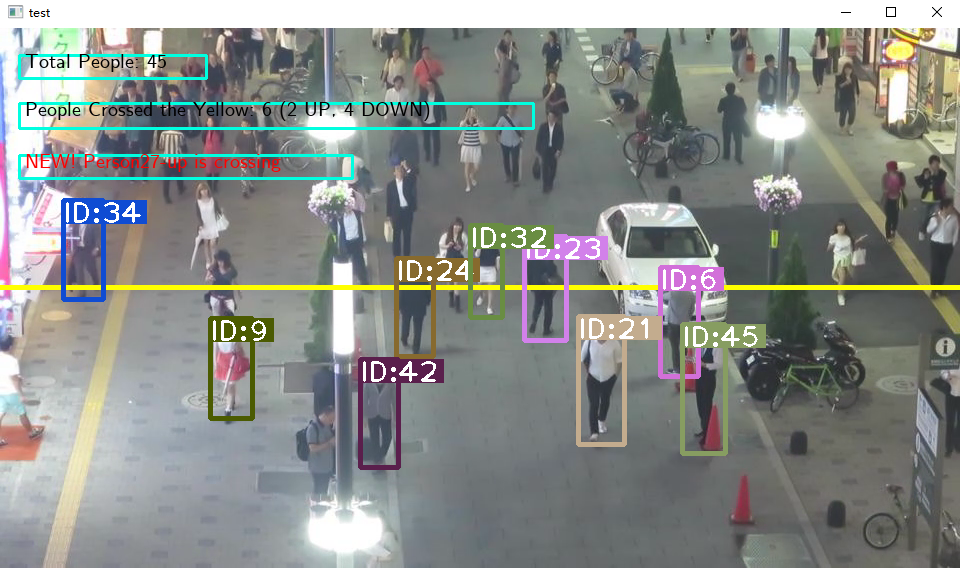 test
Total People: 45
People Crossed the Yellow: 6 (2 UP, 4 DOWN)
NEW! Person27 up is crossing
ID:34
ID:32
ID:23
ID:24
ID:6
ID:9
ID:21
ID:45
ID:42